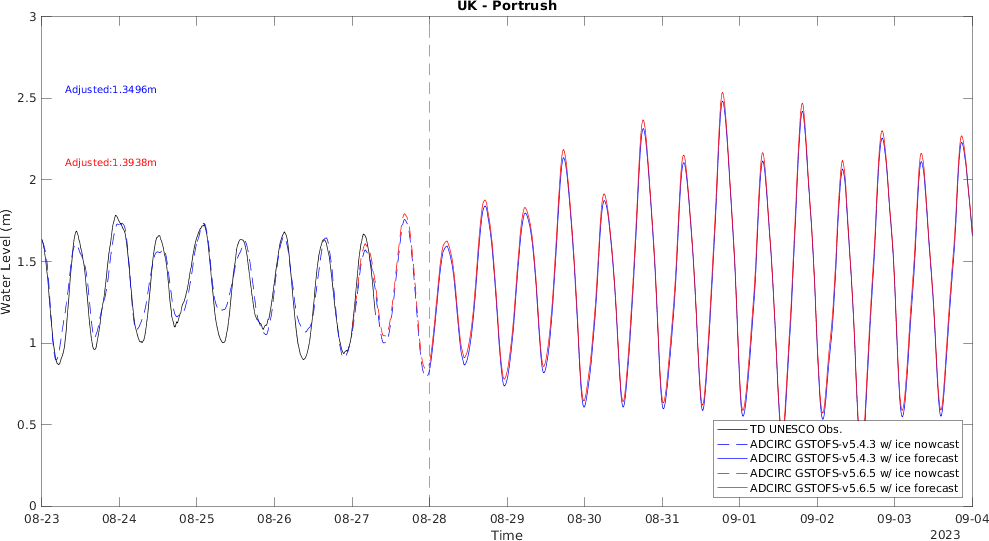 UK - Portrush
3
2.5
2
1.5
1
0.5
0
Water Level (m)
Adjusted:1.3496m
Adjusted:1.3938m
TD UNESCO Obs.
ADCIRC GSTOFS-v5.4.3 w/ ice nowcast
ADCIRC GSTOFS-v5.4.3 w/ ice forecast
ADCIRC GSTOFS-v5.6.5 w/ ice nowcast
ADCIRC GSTOFS-v5.6.5 w/ ice forecast
08-23 08-24 08-25 08-26 08-27 08-28 08-29 08-30 08-31 09-01 09-02 09-03 09-04
Time
2023